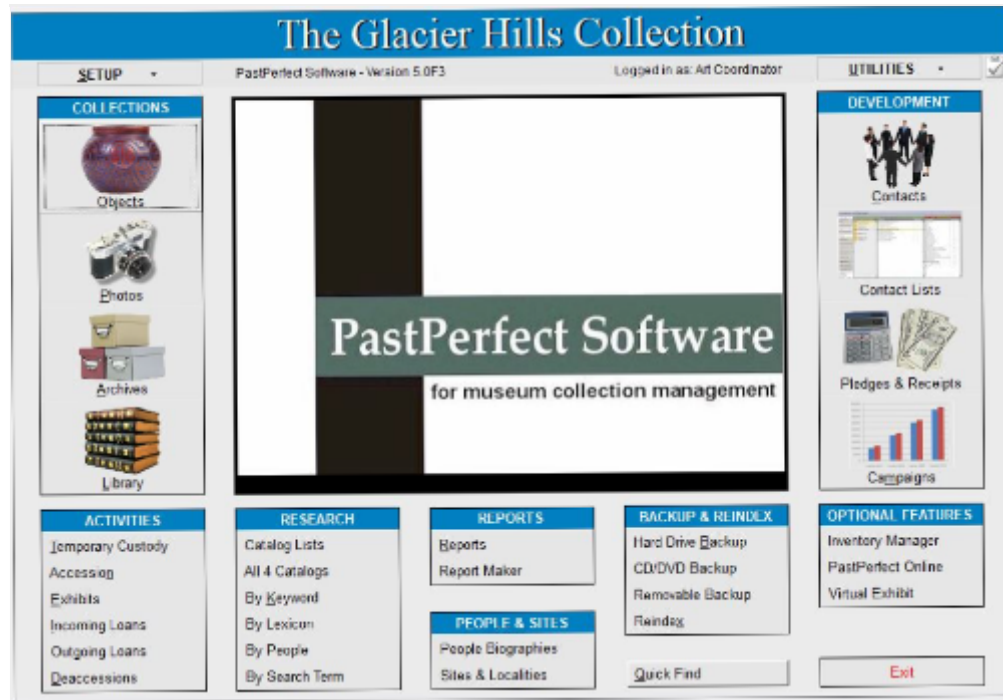 The Glacier Hills Collection
SETUP
PastPerfect Software - Version 5.0F3
Logged in as: Art Coordinator
UTILITIES
COLLECTIONS
Objects
Photos
Archives
Library
PastPerfect Software
for museum collection management
DEVELOPMENT
Contacts
Contact Lists
Pledges & Receipts
Campaigns
ACTIVITIES
Temporary Custody
Accession
Exhibits
Incoming Loans
Outgoing Loans
Deaccessions
RESEARCH
Catalog Lists
All 4 Catalogs
By Keyword
By Lexicon
By People
By Search Term
REPORTS
Reports
Report Maker
PEOPLE & SITES
People Biographies
Sites & Localities
BACKUP & REINDEX
Hard Drive Backup
CD/DVD Backup
Removable Backup
Reindex
Quick Find
OPTIONAL FEATURES
Inventory Manager
PastPerfect Online
Virtual Exhibit
Exit